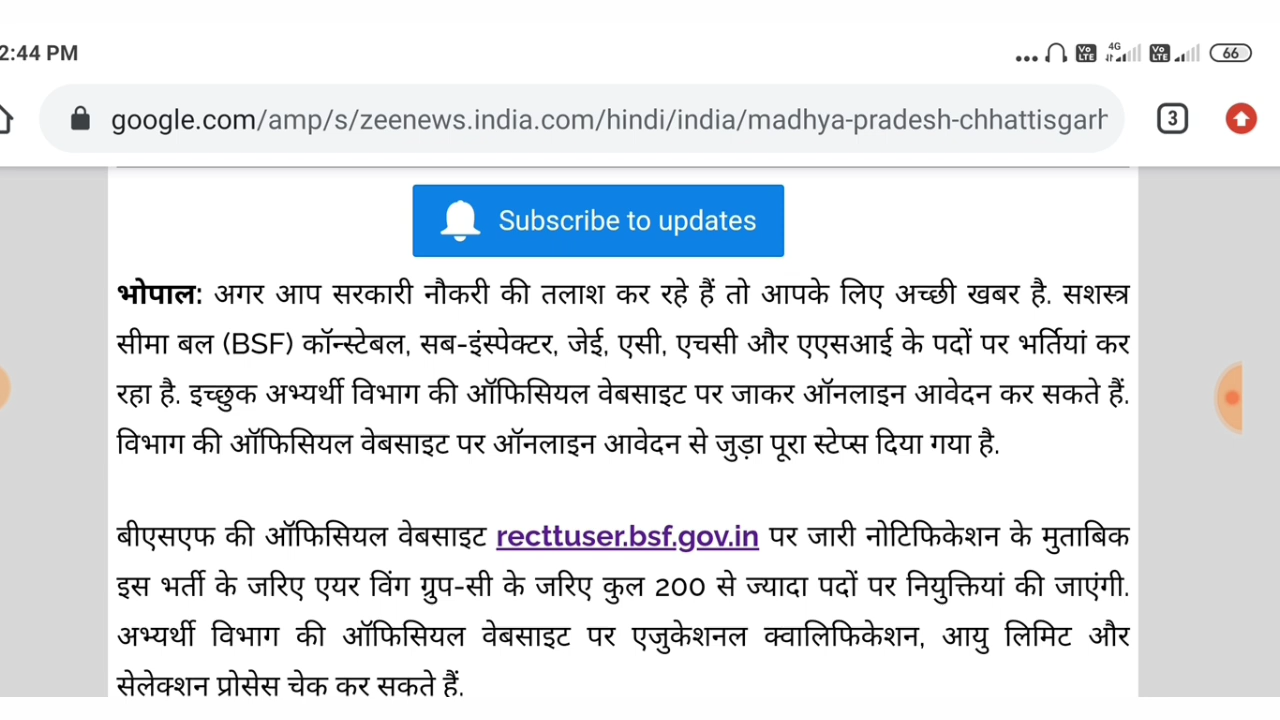 2:44 PM
4G
Vo LTE
Vo LTE
66
google.com/amp/s/zeenews.india.com/hindi/india/madhya-pradesh-chhattisgarh
3
Subscribe to updates
भोपाल: अगर आप सरकारी नौकरी की तलाश कर रहे हैं तो आपके लिए अच्छी खबर है. सशस्त्र
सीमा बल (BSF) कॉन्स्टेबल, सब-इंस्पेक्टर, जेई, एसी, एचसी और एएसआई के पदों पर भर्तियां कर
रहा है. इच्छुक अभ्यर्थी विभाग की ऑफिसियल वेबसाइट पर जाकर ऑनलाइन आवेदन कर सकते हैं.
विभाग की ऑफिसियल वेबसाइट पर ऑनलाइन आवेदन से जुड़ा पूरा स्टेप्स दिया गया है.
बीएसएफ की ऑफिसियल वेबसाइट recttuser.bsf.gov.in पर जारी नोटिफिकेशन के मुताबिक
इस भर्ती के जरिए एयर विंग ग्रुप-सी के जरिए कुल 200 से ज्यादा पदों पर नियुक्तियां की जाएंगी.
अभ्यर्थी विभाग की ऑफिसियल वेबसाइट पर एजुकेशनल क्वालिफिकेशन, आयु लिमिट और
सेलेक्शन प्रोसेस चेक कर सकते हैं.